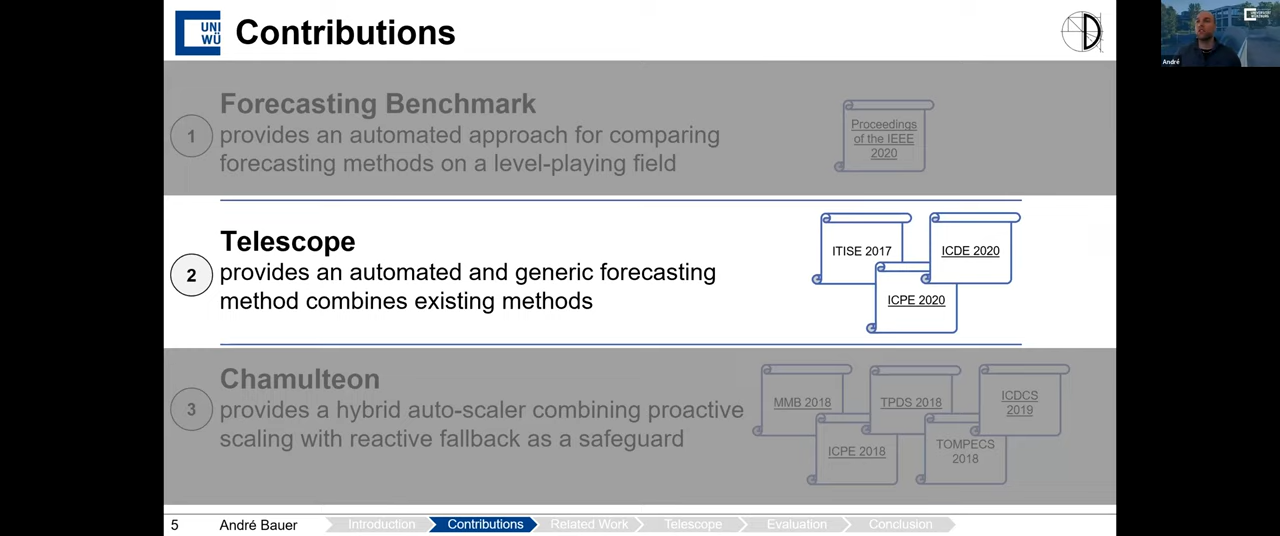 UNI
WÜ
Contributions
1
Forecasting Benchmark
provides an automated approach for comparing
forecasting methods on a level-playing field
Proceedings
of the IEEE
2020
2
Telescope
provides an automated and generic forecasting
method combines existing methods
ITISE 2017
ICDE 2020
ICPE 2020
3
Chamulteon
provides a hybrid auto-scaler combining proactive
scaling with reactive fallback as a safeguard
MMB 2018
TPDS 2018
ICDCS
2019
ICPE 2018
TOMPECS
2018
5
André Bauer
Introduction
Contributions
Related Work
Telescope
Evaluation
Conclusion
André